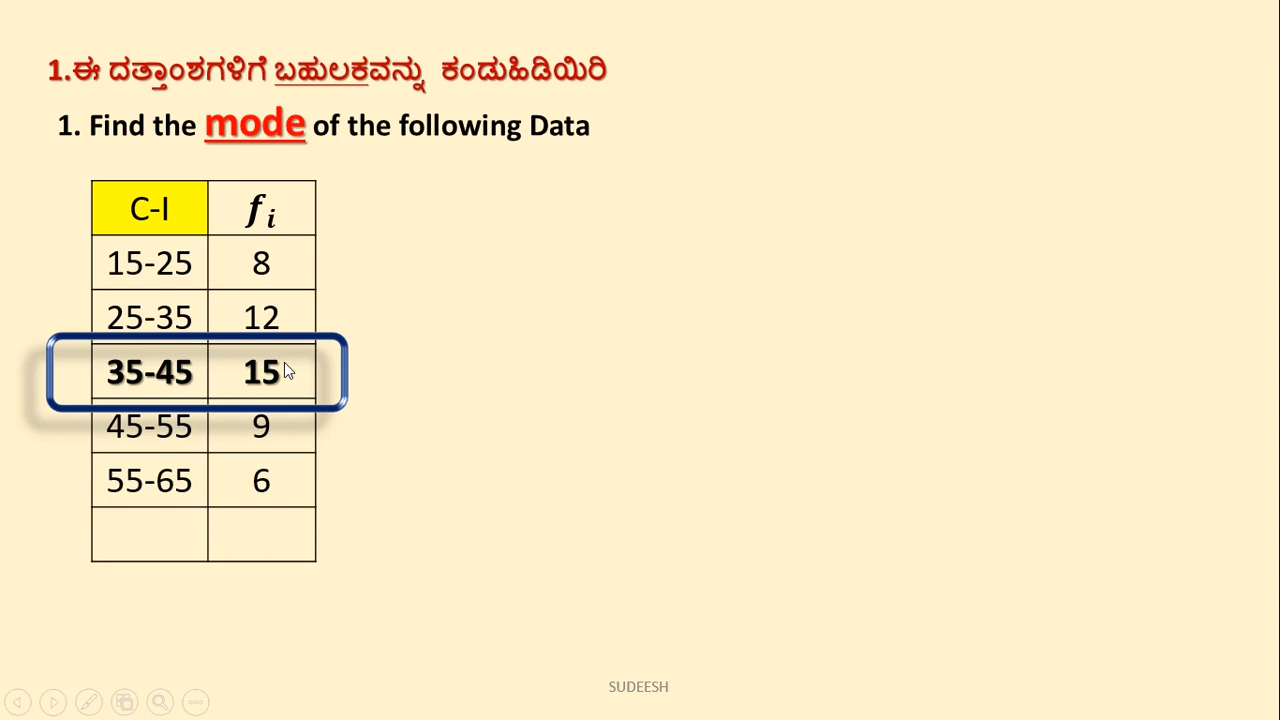 1.ಈ ದತ್ತಾಂಶಗಳಿಗೆ ಬಹುಲಕವನ್ನು ಕಂಡುಹಿಡಿಯಿರಿ
1. Find the mode of the following Data
C-I fᵢ
15-25 8
25-35 12
35-45 15
45-55 9
55-65 6
SUDEESH